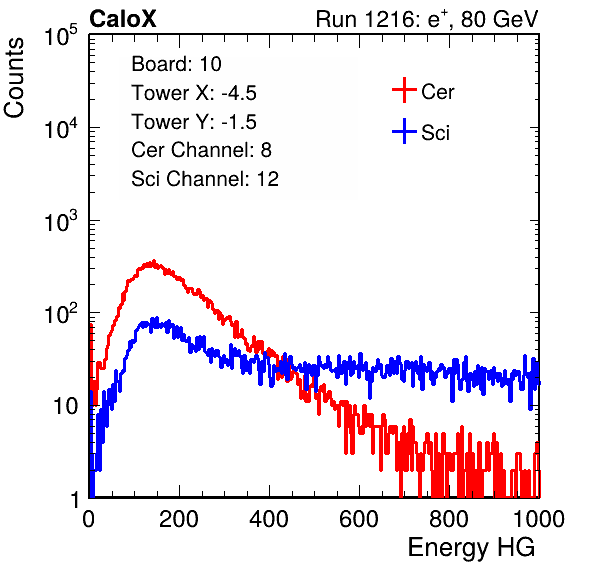 CaloX Run 1216: e⁺, 80 GeV
Counts
Board: 10
Tower X: -4.5
Tower Y: -1.5
Cer Channel: 8
Sci Channel: 12
Cer
Sci
10⁵
10⁴
10³
10²
10
1
0 200 400 600 800 1000
Energy HG